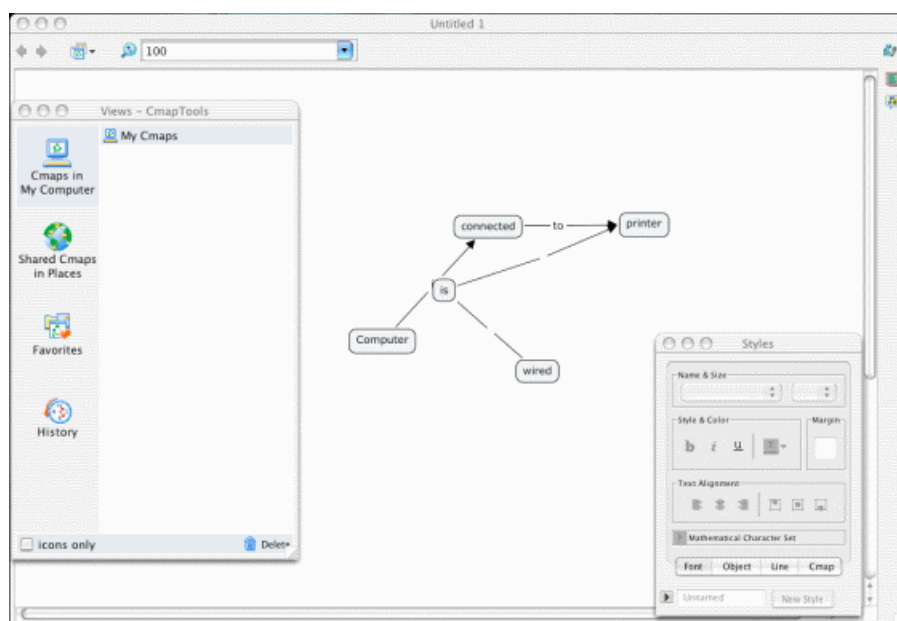 Untitled 1
100
Views - CmapTools
Cmaps in
My Computer
My Cmaps
Shared Cmaps
in Places
Favorites
History
icons only
connected
to
printer
is
Computer
wired
Styles
Name & Size
Style & Color
Margin
b i u T
Text Alignment
Mathematical Character Set
Font Object Line Cmap
Unnamed
New Style